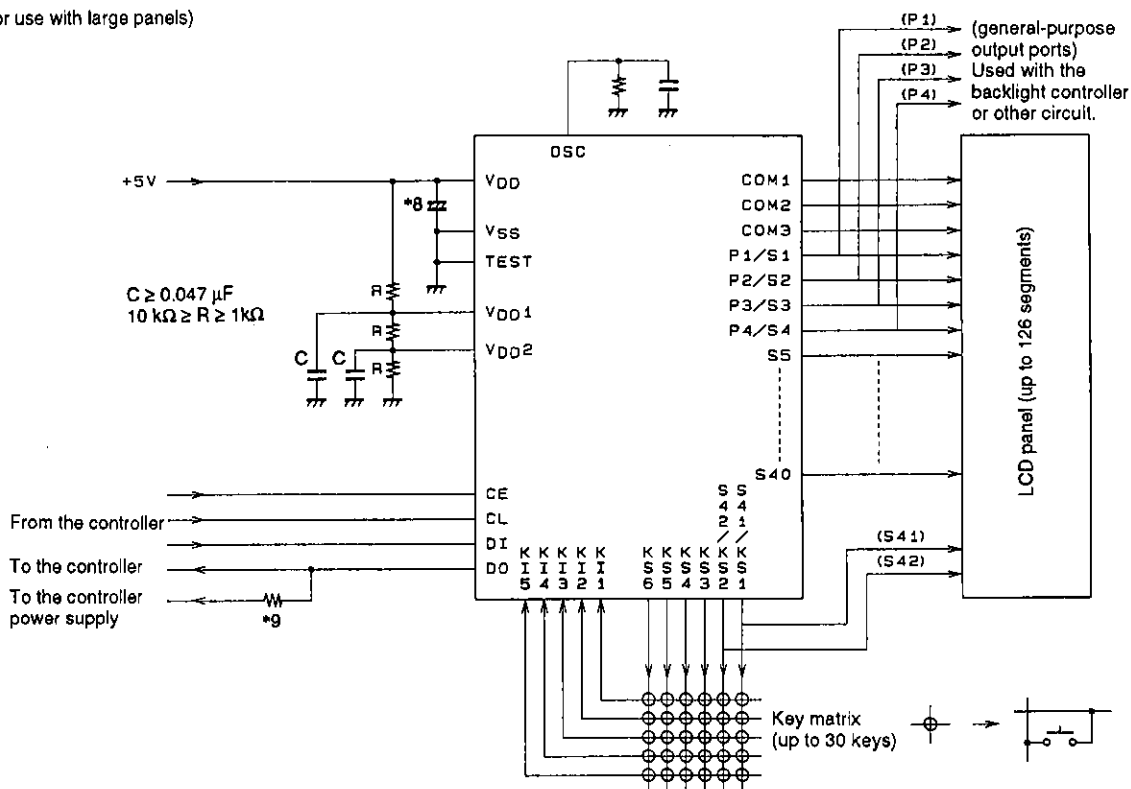 or use with large panels)
(P1)
(general-purpose
(P2)
output ports)
(P3)
Used with the
(P4)
backlight controller
or other circuit.
OSC
+5V
VDD
*8
VSS
TEST
C ≥ 0.047 μF
10 kΩ ≥ R ≥ 1kΩ
R
VDD1
R
VDD2
C
C
R
COM1
COM2
COM3
P1/S1
P2/S2
P3/S3
P4/S4
S5
S40
LCD panel (up to 126 segments)
CE
From the controller
CL
DI
To the controller
DO
To the controller
power supply
*9
KI5
KI4
KI3
KI2
KI1
KS6
KS5
KS4
KS3
S42/KS2
S41/KS1
(S41)
(S42)
Key matrix
(up to 30 keys)